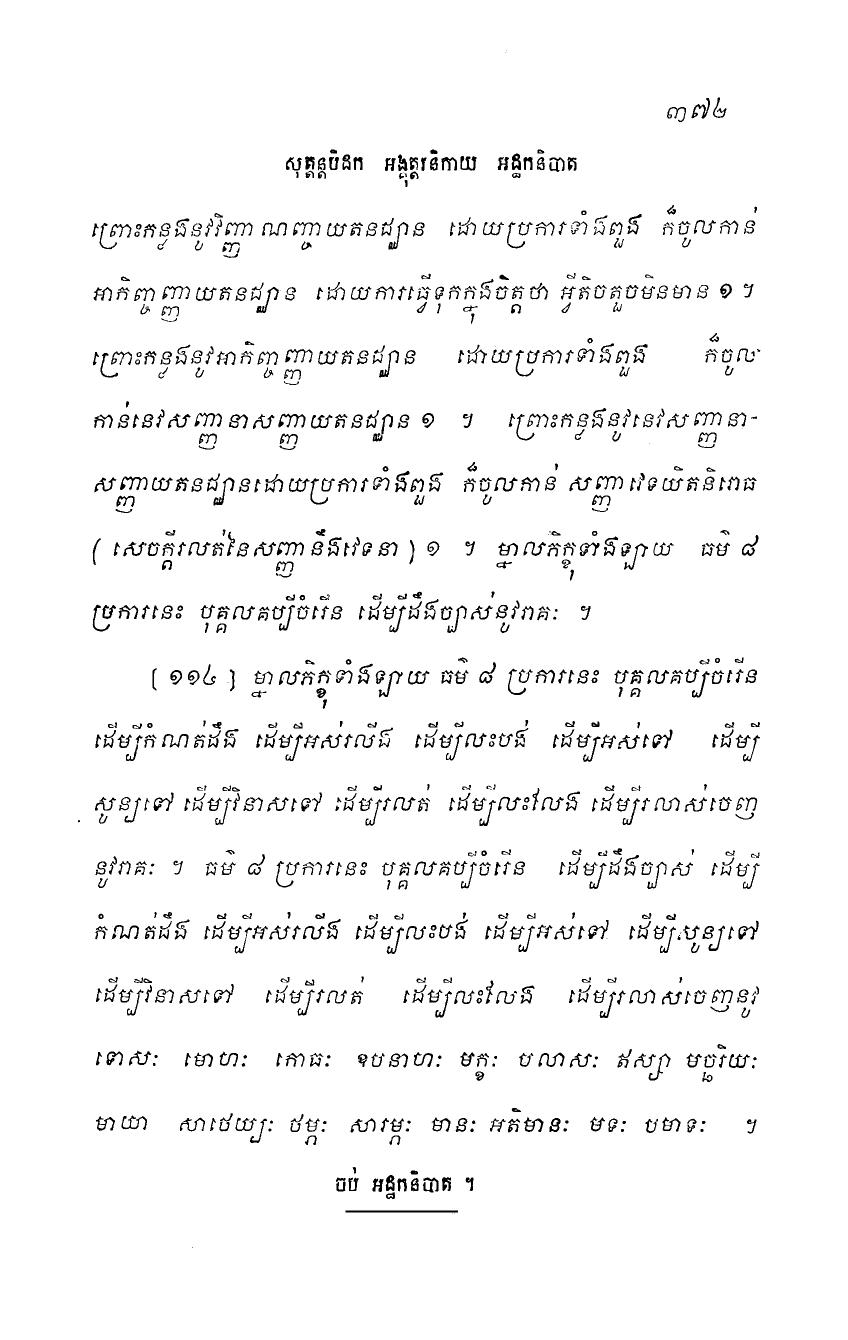 ៣៧២
សុត្តន្តបិដក អង្គុត្តរនិកាយ អដ្ឋកនិបាត
ព្រោះកន្លងនូវវិញ្ញាណញ្ចាយតនដ្ឋាន ដោយប្រការទាំងពួង ក៏ចូលកាន់
អាកិញ្ចញ្ញាយតនដ្ឋាន ដោយការធ្វើទុកក្នុងចិត្តថា អ្វីតិចតួចមិនមាន ១ ។
ព្រោះកន្លងនូវអាកិញ្ចញ្ញាយតនដ្ឋាន ដោយប្រការទាំងពួង ក៏ចូល
កាន់នេវសញ្ញានាសញ្ញាយតនដ្ឋាន ១ ។ ព្រោះកន្លងនូវនេវសញ្ញានា-
សញ្ញាយតនដ្ឋានដោយប្រការទាំងពួង ក៏ចូលកាន់ សញ្ញាវេទយិតនិរោធ
( សេចក្តីរលត់នៃសញ្ញានឹងវេទនា ) ១ ។ ម្នាលភិក្ខុទាំងឡាយ ធម៌ ៨
ប្រការនេះ បុគ្គលគប្បីចំរើន ដើម្បីដឹងច្បាស់នូវរាគៈ ។
[ ១១៤ ] ម្នាលភិក្ខុទាំងឡាយ ធម៌ ៨ ប្រការនេះ បុគ្គលគប្បីចំរើន
ដើម្បីកំណត់ដឹង ដើម្បីអស់រលីង ដើម្បីលះបង់ ដើម្បីអស់ទៅ ដើម្បី
សូន្យទៅ ដើម្បីវិនាសទៅ ដើម្បីរលត់ ដើម្បីលះលែង ដើម្បីរលាស់ចេញ
នូវរាគៈ ។ ធម៌ ៨ ប្រការនេះ បុគ្គលគប្បីចំរើន ដើម្បីដឹងច្បាស់ ដើម្បី
កំណត់ដឹង ដើម្បីអស់រលីង ដើម្បីលះបង់ ដើម្បីអស់ទៅ ដើម្បីសូន្យទៅ
ដើម្បីវិនាសទៅ ដើម្បីរលត់ ដើម្បីលះលែង ដើម្បីរលាស់ចេញនូវ
ទោសៈ មោហៈ កោធៈ ឧបនាហៈ មក្ខៈ បលាសៈ ឥស្សា មច្ឆរិយៈ
មាយា សាថេយ្យៈ ថម្ភៈ សារម្ភៈ មានៈ អតិមានៈ មទៈ បមាទៈ ។
ចប់ អដ្ឋកនិបាត ។